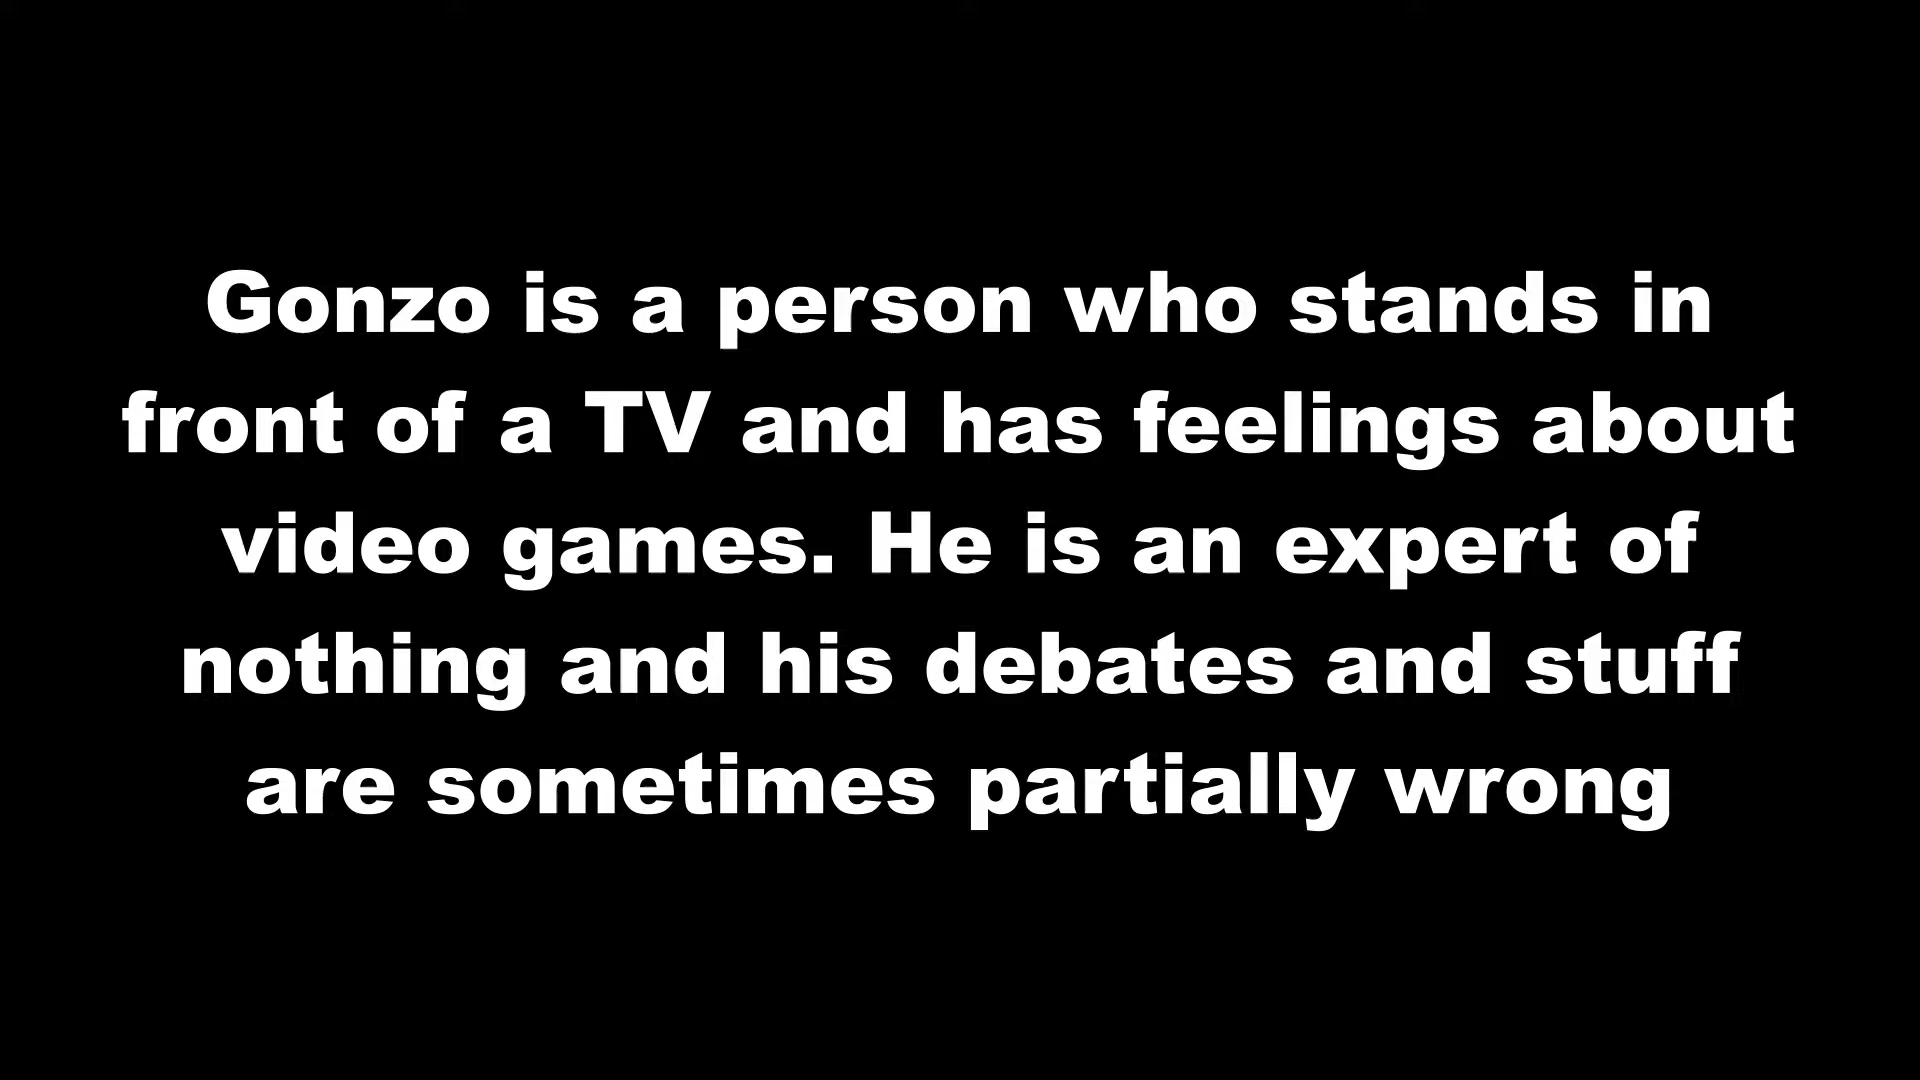 Gonzo is a person who stands in
front of a TV and has feelings about
video games. He is an expert of
nothing and his debates and stuff
are sometimes partially wrong